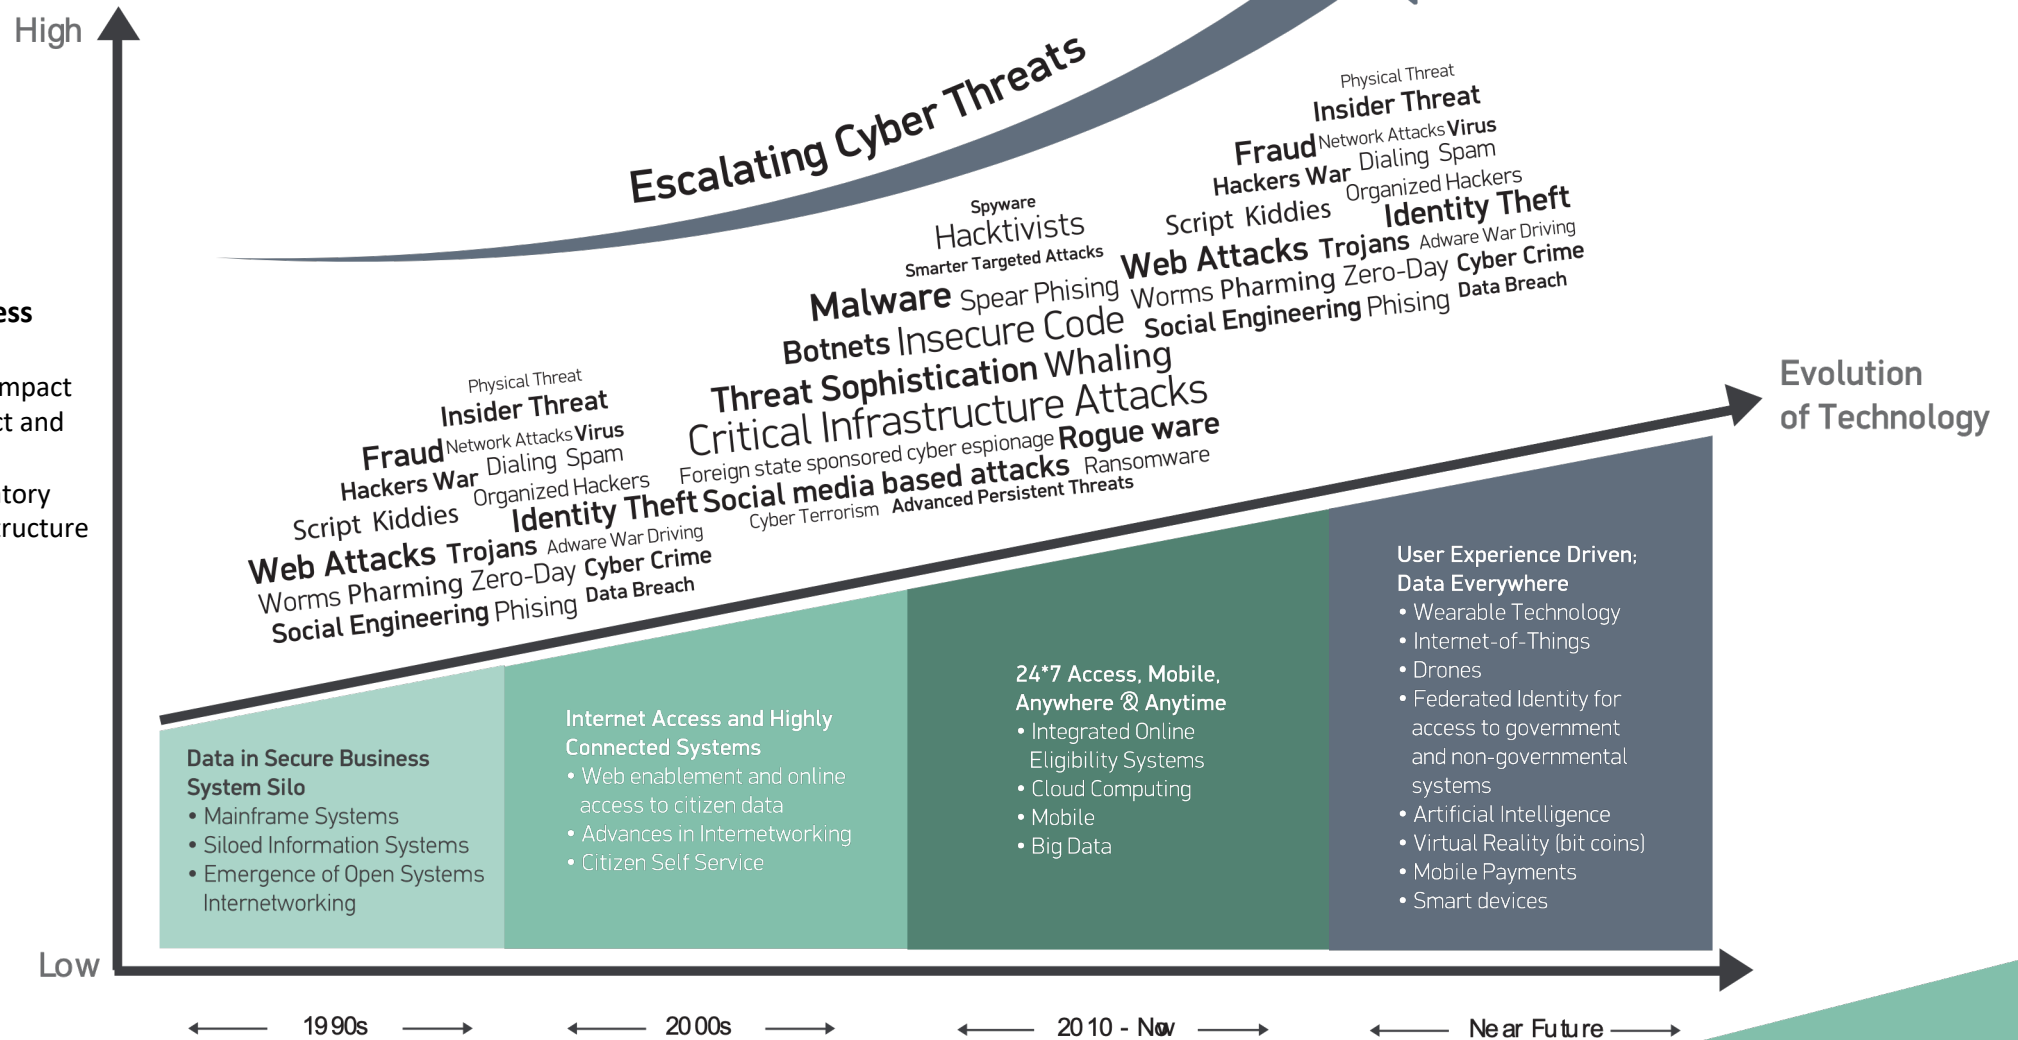 High
Escalating Cyber Threats
ess
mpact
ct and
tory
ructure
Physical Threat
Insider Threat
Fraud Network Attacks Virus
Hackers War Dialing Spam
Organized Hackers
Script Kiddies
Identity Theft
Web Attacks Trojans Adware War Driving
Worms Pharming Zero-Day Cyber Crime
Social Engineering Phising Data Breach
Spyware
Hacktivists
Smarter Targeted Attacks
Malware Spear Phising
Botnets Insecure Code
Threat Sophistication Whaling
Critical Infrastructure Attacks
Foreign state sponsored cyber espionage Rogue ware
Social media based attacks Ransomware
Cyber Terrorism Advanced Persistent Threats
Physical Threat
Insider Threat
Fraud Network Attacks Virus
Hackers War Dialing Spam
Organized Hackers
Script Kiddies
Identity Theft
Web Attacks Trojans Adware War Driving
Worms Pharming Zero-Day Cyber Crime
Social Engineering Phising Data Breach
Evolution
of Technology
Data in Secure Business
System Silo
• Mainframe Systems
• Siloed Information Systems
• Emergence of Open Systems
Internetworking
Internet Access and Highly
Connected Systems
• Web enablement and online
access to citizen data
• Advances in Internetworking
• Citizen Self Service
24*7 Access, Mobile,
Anywhere & Anytime
• Integrated Online
Eligibility Systems
• Cloud Computing
• Mobile
• Big Data
User Experience Driven;
Data Everywhere
• Wearable Technology
• Internet-of-Things
• Drones
• Federated Identity for
access to government
and non-governmental
systems
• Artificial Intelligence
• Virtual Reality (bit coins)
• Mobile Payments
• Smart devices
Low
1990s
2000s
2010 - Now
Near Future